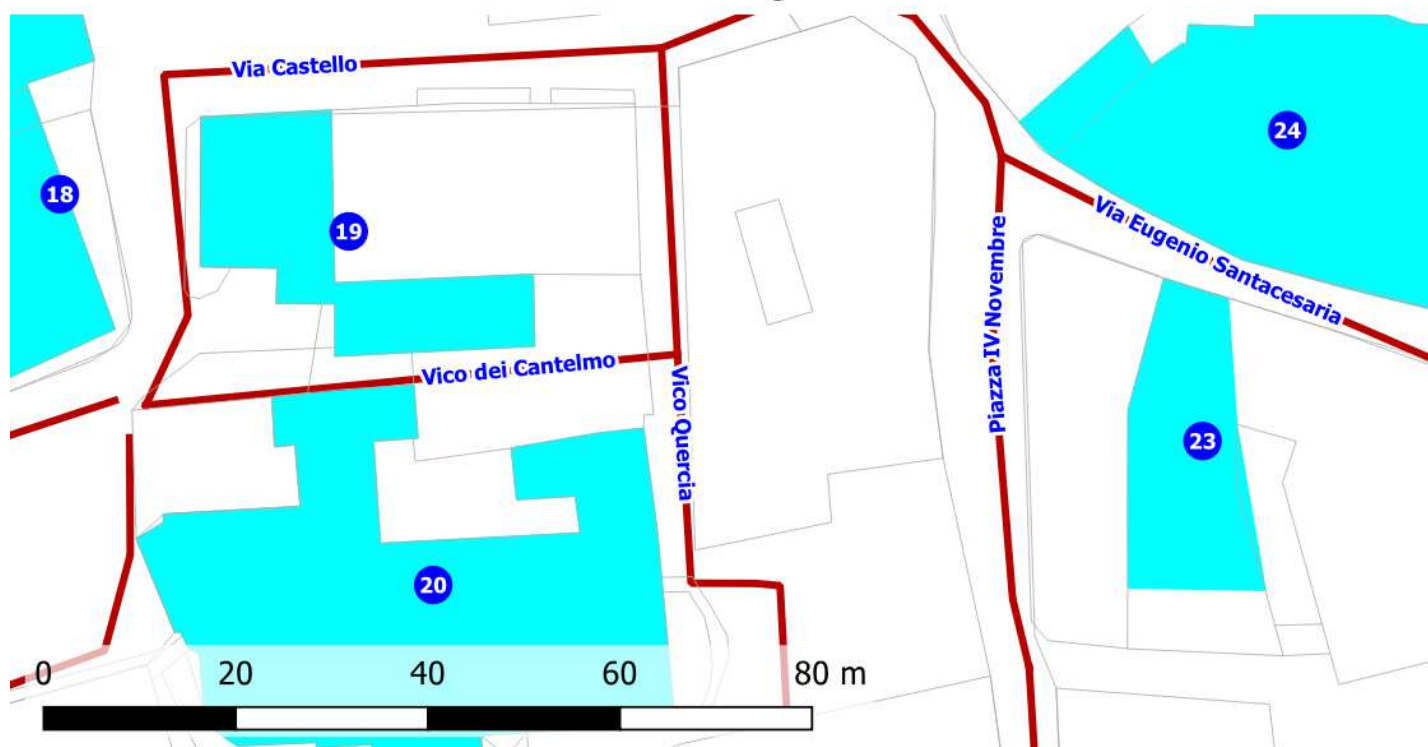 Via Castello
24
18
19
Via Eugenio Santacesaria
Piazza IV Novembre
Vico dei Cantelmo
Vico Quercia
23
20
0 20 40 60 80 m